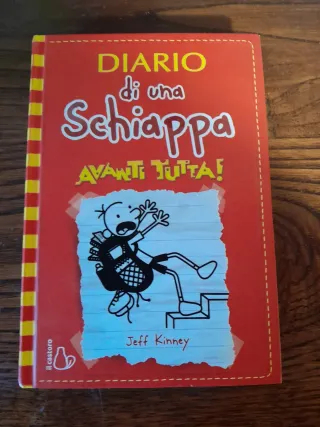 DIARIO
di una
Schiappa
AVANTI TUTTA!
Jeff Kinney
il castoro